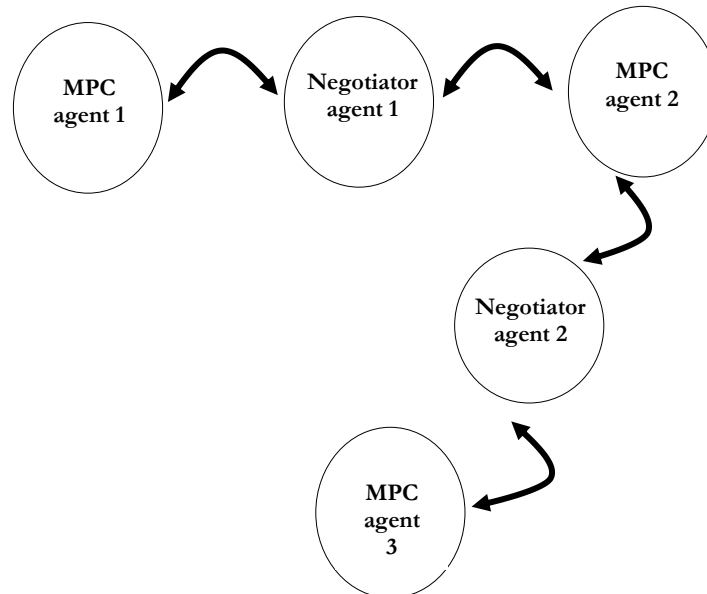 MPC
agent 1
Negotiator
agent 1
MPC
agent 2
Negotiator
agent 2
MPC
agent
3